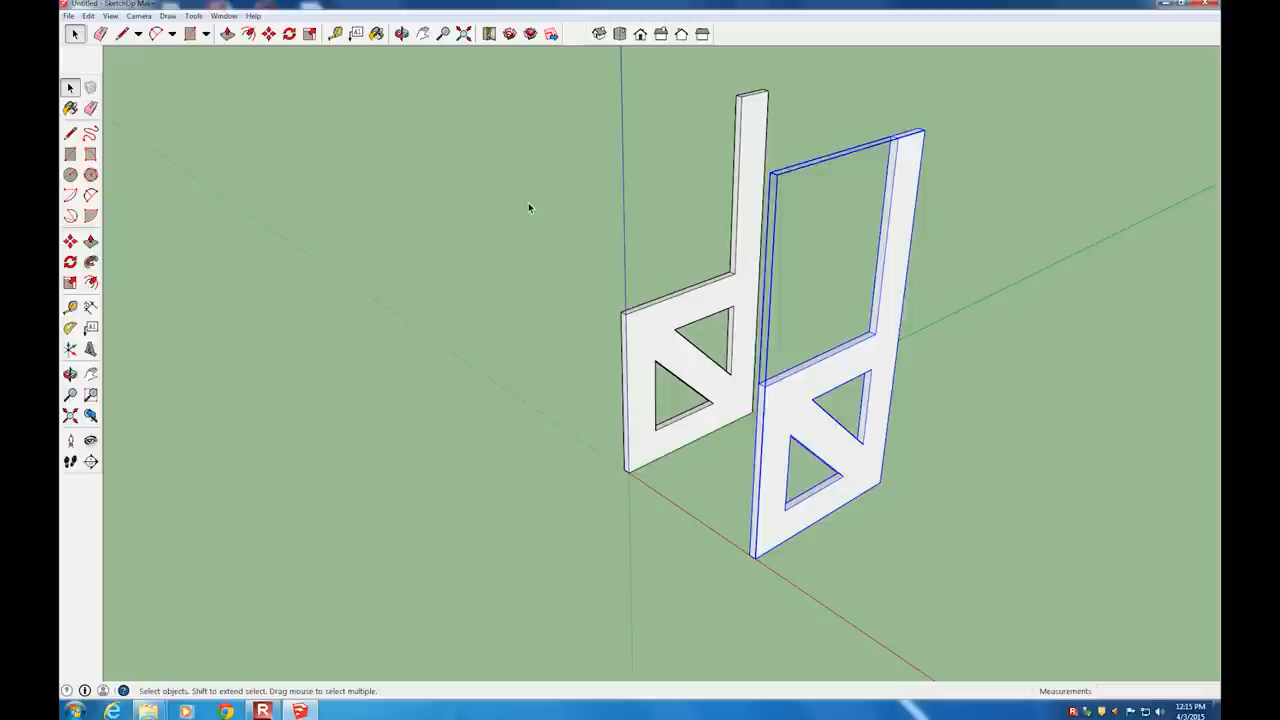 Untitled - SketchUp Make
File Edit View Camera Draw Tools Window Help
Select objects. Shift to extend select. Drag mouse to select multiple.
Measurements
12:15 PM
4/3/2015